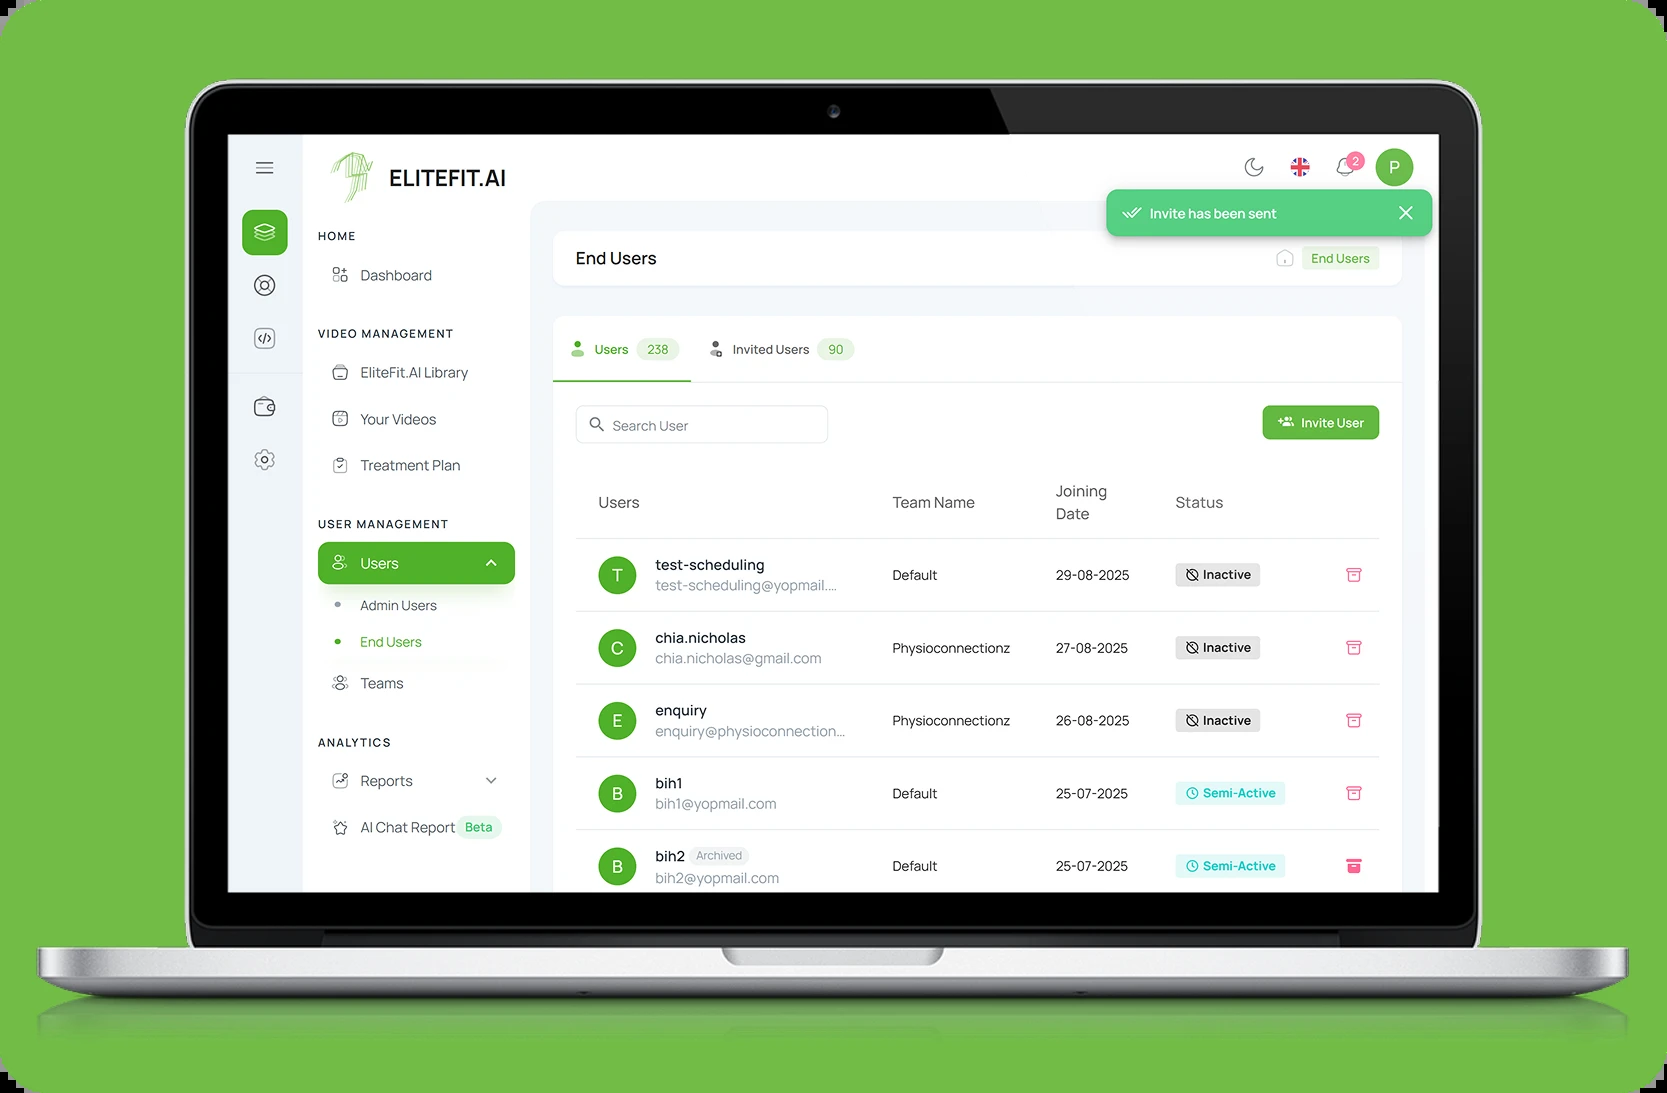 ELITEFIT.AI
2
P
Invite has been sent
HOME
Dashboard
VIDEO MANAGEMENT
EliteFit.AI Library
Your Videos
Treatment Plan
USER MANAGEMENT
Users
Admin Users
End Users
Teams
ANALYTICS
Reports
AI Chat Report Beta
End Users
End Users
Users 238
Invited Users 90
Search User
Invite User
Users Team Name Joining Date Status
T test-scheduling
test-scheduling@yopmail....
Default 29-08-2025 Inactive
C chia.nicholas
chia.nicholas@gmail.com
Physioconnectionz 27-08-2025 Inactive
E enquiry
enquiry@physioconnection...
Physioconnectionz 26-08-2025 Inactive
B bih1
bih1@yopmail.com
Default 25-07-2025 Semi-Active
B bih2 Archived
bih2@yopmail.com
Default 25-07-2025 Semi-Active